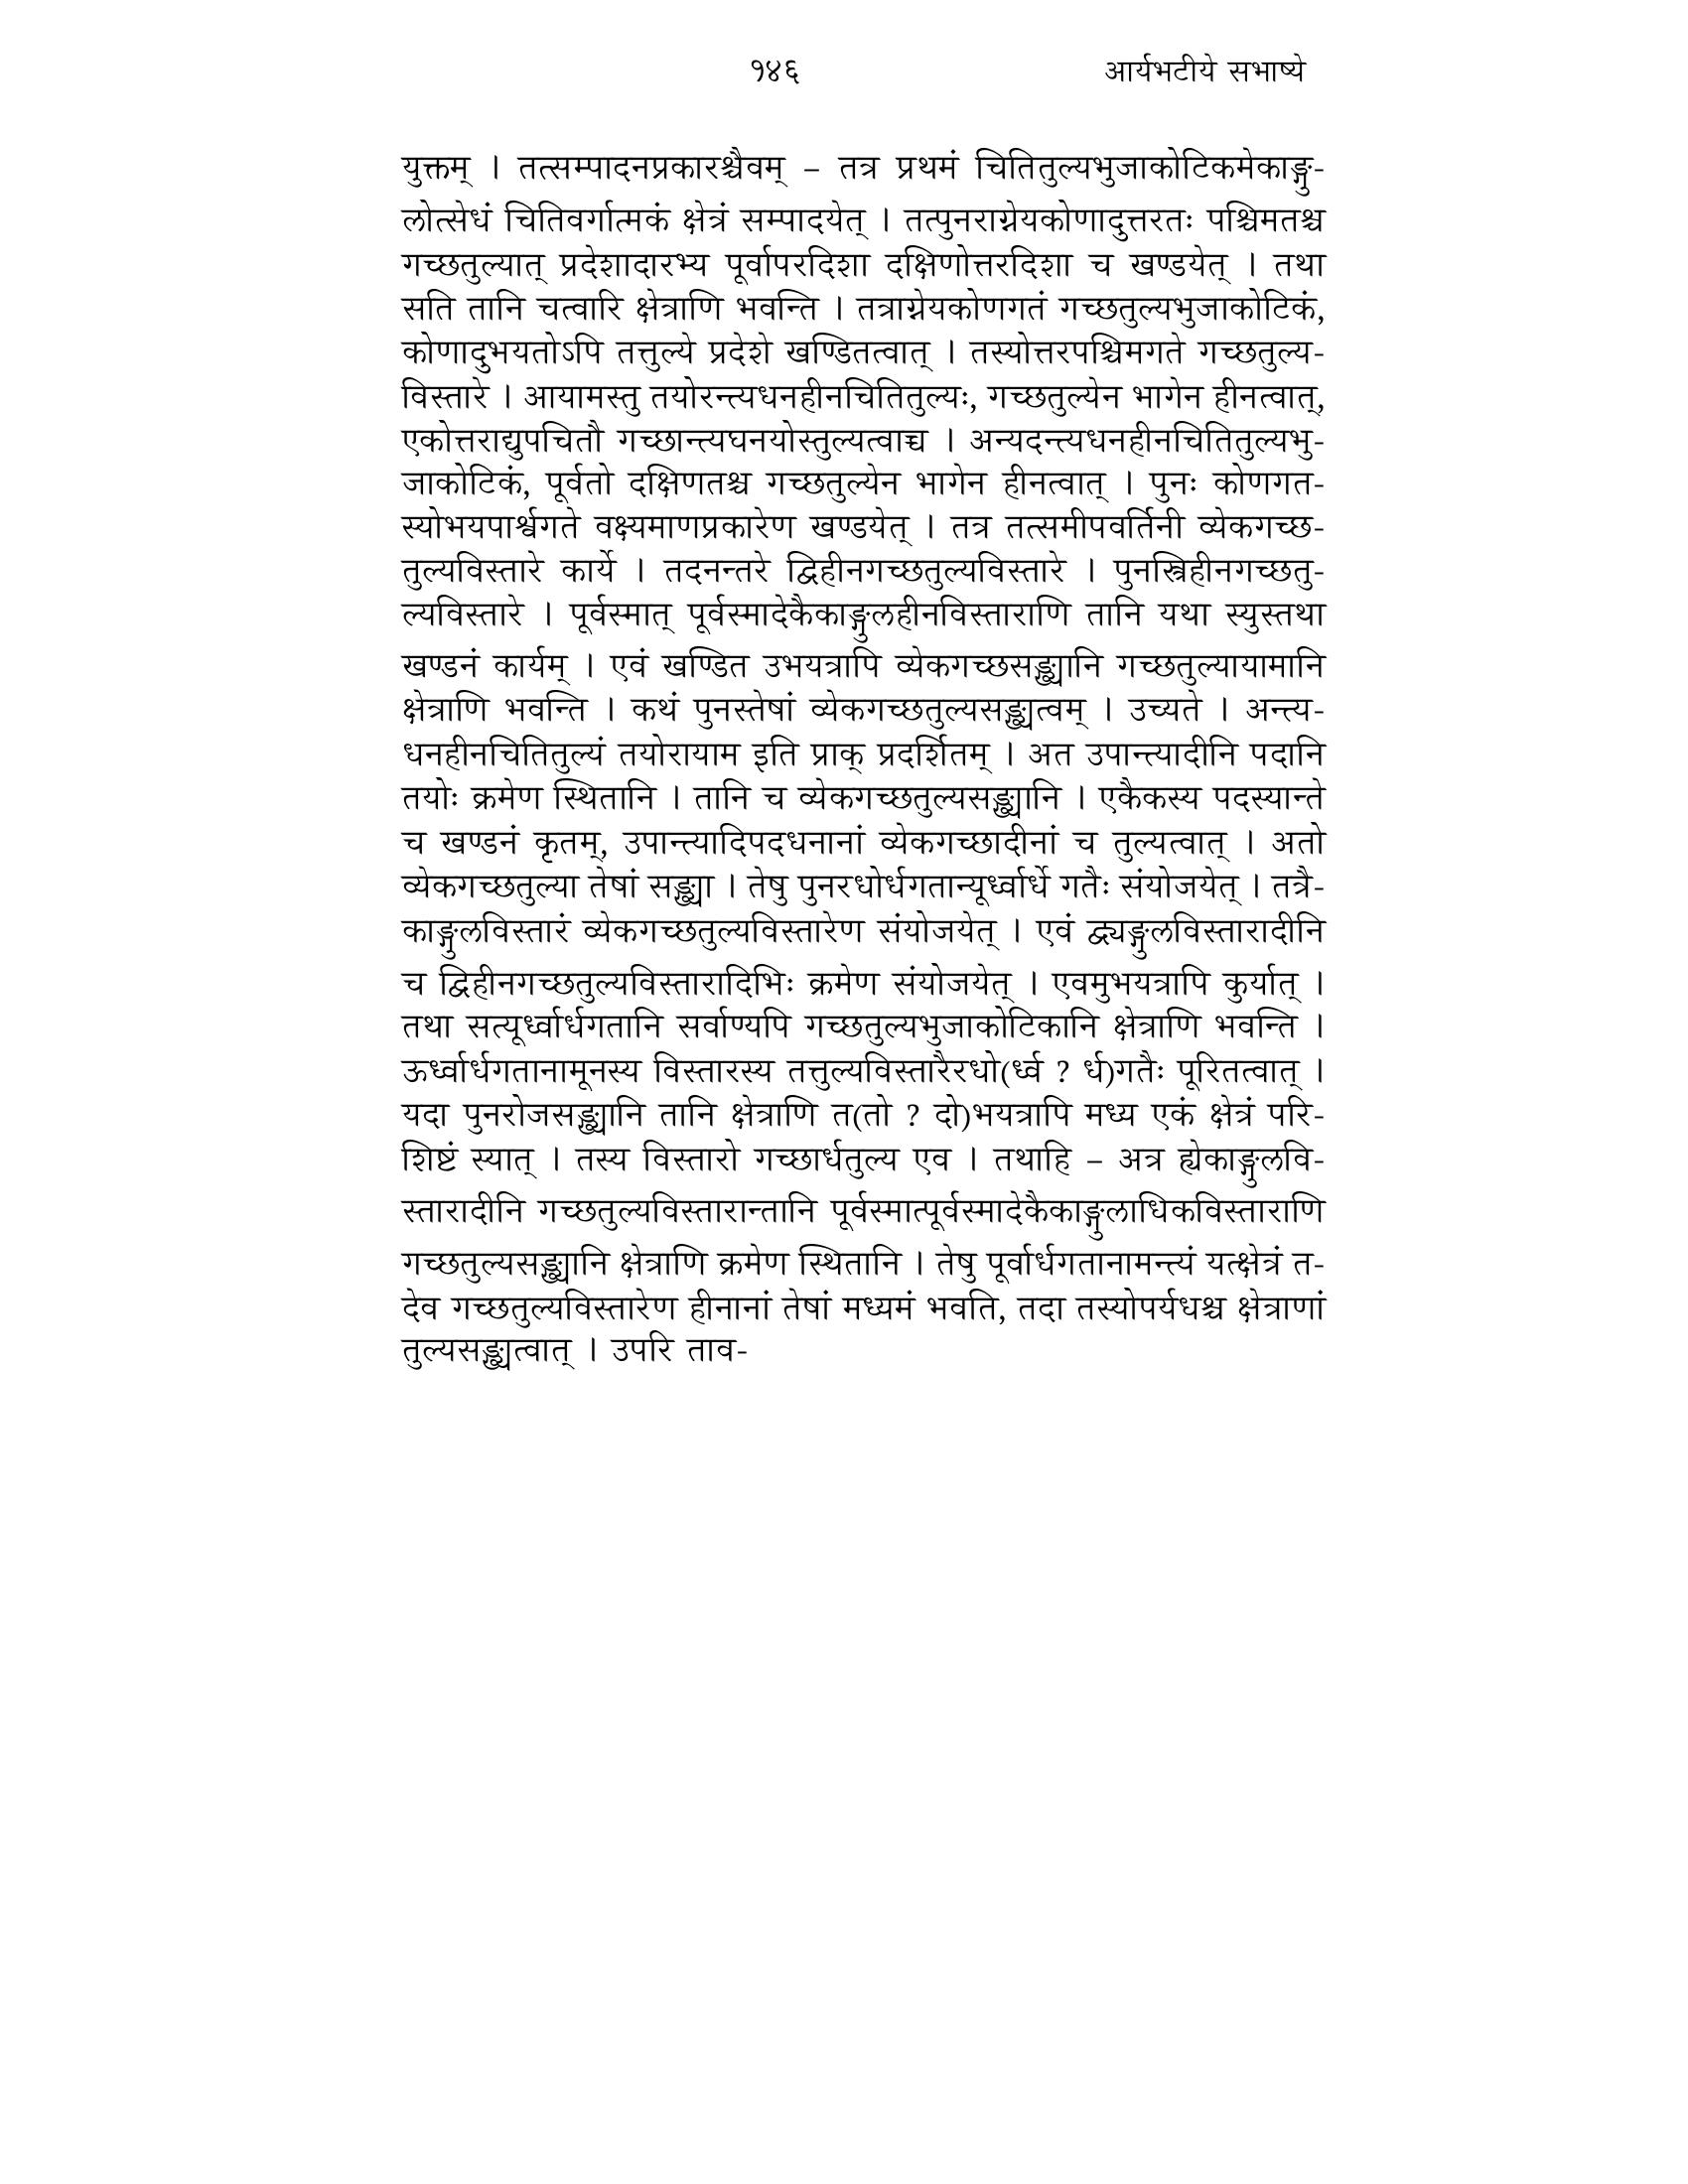 १४६ आर्यभटीये सभाष्ये
युक्तम् । तत्सम्पादनप्रकारश्चैवम् – तत्र प्रथमं चितितुल्यभुजाकोटिकमेकाङ्गु-
लोत्सेधं चितिवर्गात्मकं क्षेत्रं सम्पादयेत् । तत्पुनराग्नेयकोणादुत्तरतः पश्चिमतश्च
गच्छतुल्यात् प्रदेशादारभ्य पूर्वापरदिशा दक्षिणोत्तरदिशा च खण्डयेत् । तथा
सति तानि चत्वारि क्षेत्राणि भवन्ति । तत्राग्नेयकोणगतं गच्छतुल्यभुजाकोटिकं,
कोणादुभयतोऽपि तत्तुल्ये प्रदेशे खण्डितत्वात् । तस्योत्तरपश्चिमगते गच्छतुल्य-
विस्तारे । आयामस्तु तयोरन्त्यधनहीनचितितुल्यः, गच्छतुल्येन भागेन हीनत्वात्,
एकोत्तराद्युपचितौ गच्छान्त्यघनयोस्तुल्यत्वाच्च । अन्यदन्त्यधनहीनचितितुल्यभु-
जाकोटिकं, पूर्वतो दक्षिणतश्च गच्छतुल्येन भागेन हीनत्वात् । पुनः कोणगत-
स्योभयपार्श्वगते वक्ष्यमाणप्रकारेण खण्डयेत् । तत्र तत्समीपवर्तिनी व्येकगच्छ-
तुल्यविस्तारे कार्ये । तदनन्तरे द्विहीनगच्छतुल्यविस्तारे । पुनस्त्रिहीनगच्छतु-
ल्यविस्तारे । पूर्वस्मात् पूर्वस्मादेकैकाङ्गुलहीनविस्ताराणि तानि यथा स्युस्तथा
खण्डनं कार्यम् । एवं खण्डित उभयत्रापि व्येकगच्छसङ्ख्यानि गच्छतुल्यायामानि
क्षेत्राणि भवन्ति । कथं पुनस्तेषां व्येकगच्छतुल्यसङ्ख्यत्वम् । उच्यते । अन्त्य-
धनहीनचितितुल्यं तयोरायाम इति प्राक् प्रदर्शितम् । अत उपान्त्यादीनि पदानि
तयोः क्रमेण स्थितानि । तानि च व्येकगच्छतुल्यसङ्ख्यानि । एकैकस्य पदस्यान्ते
च खण्डनं कृतम्, उपान्त्यादिपदधनानां व्येकगच्छादीनां च तुल्यत्वात् । अतो
व्येकगच्छतुल्या तेषां सङ्ख्या । तेषु पुनरधोर्धगतान्यूर्ध्वार्धे गतैः संयोजयेत् । तत्रै-
काङ्गुलविस्तारं व्येकगच्छतुल्यविस्तारेण संयोजयेत् । एवं द्व्यङ्गुलविस्तारादीनि
च द्विहीनगच्छतुल्यविस्तारादिभिः क्रमेण संयोजयेत् । एवमुभयत्रापि कुर्यात् ।
तथा सत्यूर्ध्वार्धगतानि सर्वाण्यपि गच्छतुल्यभुजाकोटिकानि क्षेत्राणि भवन्ति ।
ऊर्ध्वार्धगतानामूनस्य विस्तारस्य तत्तुल्यविस्तारैरधो(र्ध्व ? र्ध)गतैः पूरितत्वात् ।
यदा पुनरोजसङ्ख्यानि तानि क्षेत्राणि त(तो ? दो)भयत्रापि मध्य एकं क्षेत्रं परि-
शिष्टं स्यात् । तस्य विस्तारो गच्छार्धतुल्य एव । तथाहि – अत्र ह्येकाङ्गुलवि-
स्तारादीनि गच्छतुल्यविस्तारान्तानि पूर्वस्मात्पूर्वस्मादेकैकाङ्गुलाधिकविस्ताराणि
गच्छतुल्यसङ्ख्यानि क्षेत्राणि क्रमेण स्थितानि । तेषु पूर्वार्धगतानामन्त्यं यत्क्षेत्रं त-
देव गच्छतुल्यविस्तारेण हीनानां तेषां मध्यमं भवति, तदा तस्योपर्यधश्च क्षेत्राणां
तुल्यसङ्ख्यत्वात् । उपरि ताव-